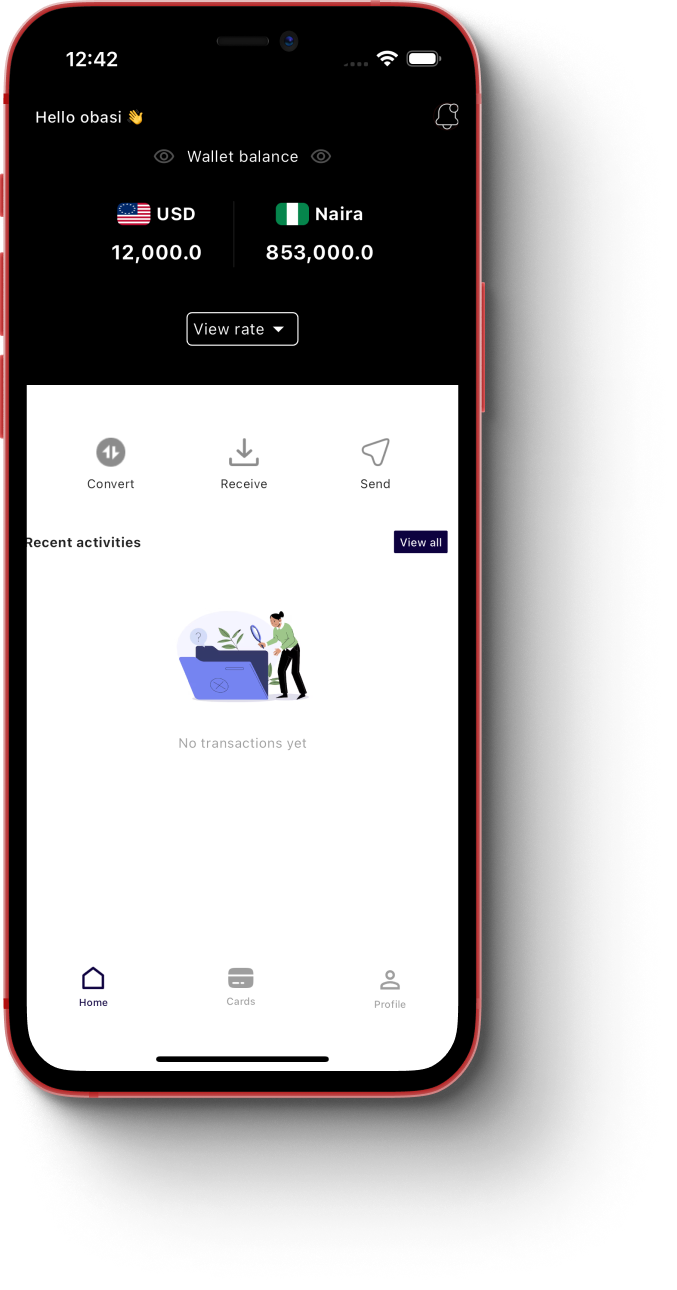 12:42
Hello obasi 👋
Wallet balance
USD
Naira
12,000.0
853,000.0
View rate
Convert
Receive
Send
Recent activities
View all
?
No transactions yet
Home
Cards
Profile